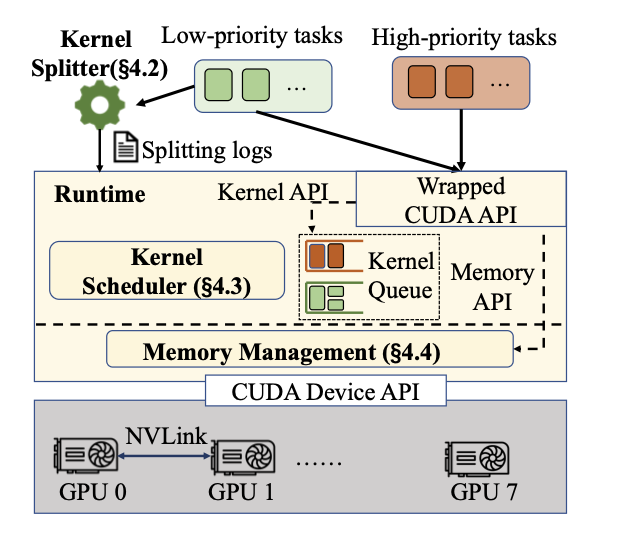 Kernel
Splitter(§4.2)
Low-priority tasks
...
High-priority tasks
...
Splitting logs
Runtime
Kernel API
Wrapped
CUDA API
Kernel
Scheduler (§4.3)
Kernel
Queue
Memory
API
Memory Management (§4.4)
CUDA Device API
NVLink
......
GPU 0
GPU 1
GPU 7